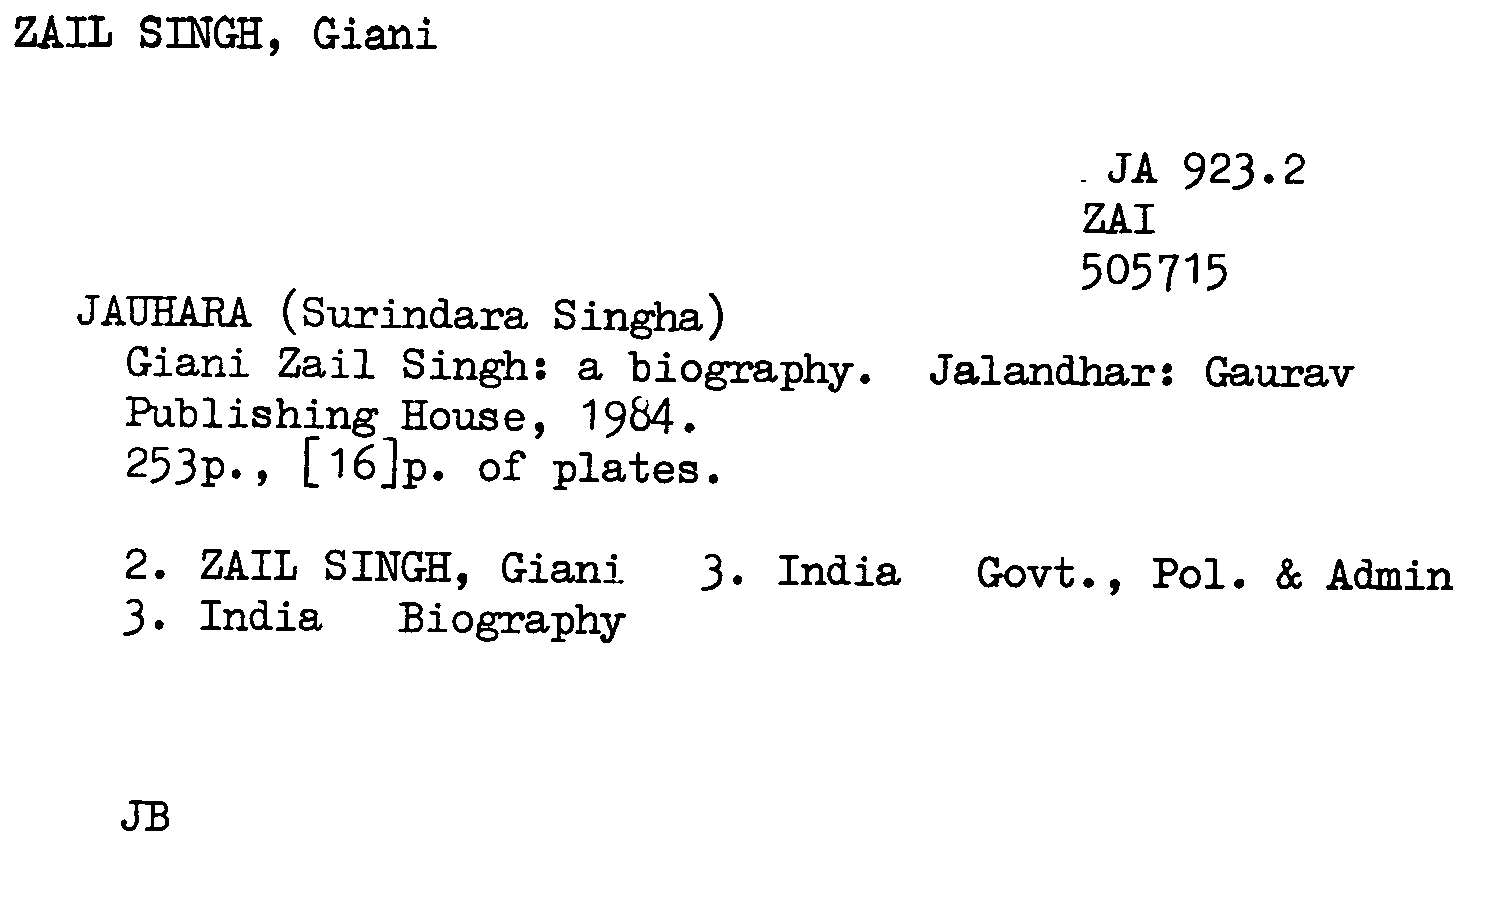 ZAIL SINGH, Giani
JA 923.2
ZAI
505715
JAUHARA (Surindara Singha)
Giani Zail Singh: a biography. Jalandhar: Gaurav
Publishing House, 1984.
253p., [16]p. of plates.
2. ZAIL SINGH, Giani 3. India Govt., Pol. & Admin
3. India Biography
JB